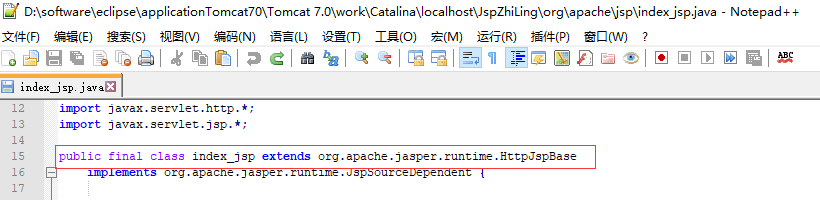 D:\software\eclipse\applicationTomcat70\Tomcat 7.0\work\Catalina\localhost\JspZhiLing\org\apache\jsp\index_jsp.java - Notepad++
文件(F) 编辑(E) 搜索(S) 视图(V) 编码(N) 语言(L) 设置(T) 工具(O) 宏(M) 运行(R) 插件(P) 窗口(W) ?
ABC
index_jsp.java
12 import javax.servlet.http.*;
13 import javax.servlet.jsp.*;
14
15 public final class index_jsp extends org.apache.jasper.runtime.HttpJspBase
16 implements org.apache.jasper.runtime.JspSourceDependent {
17